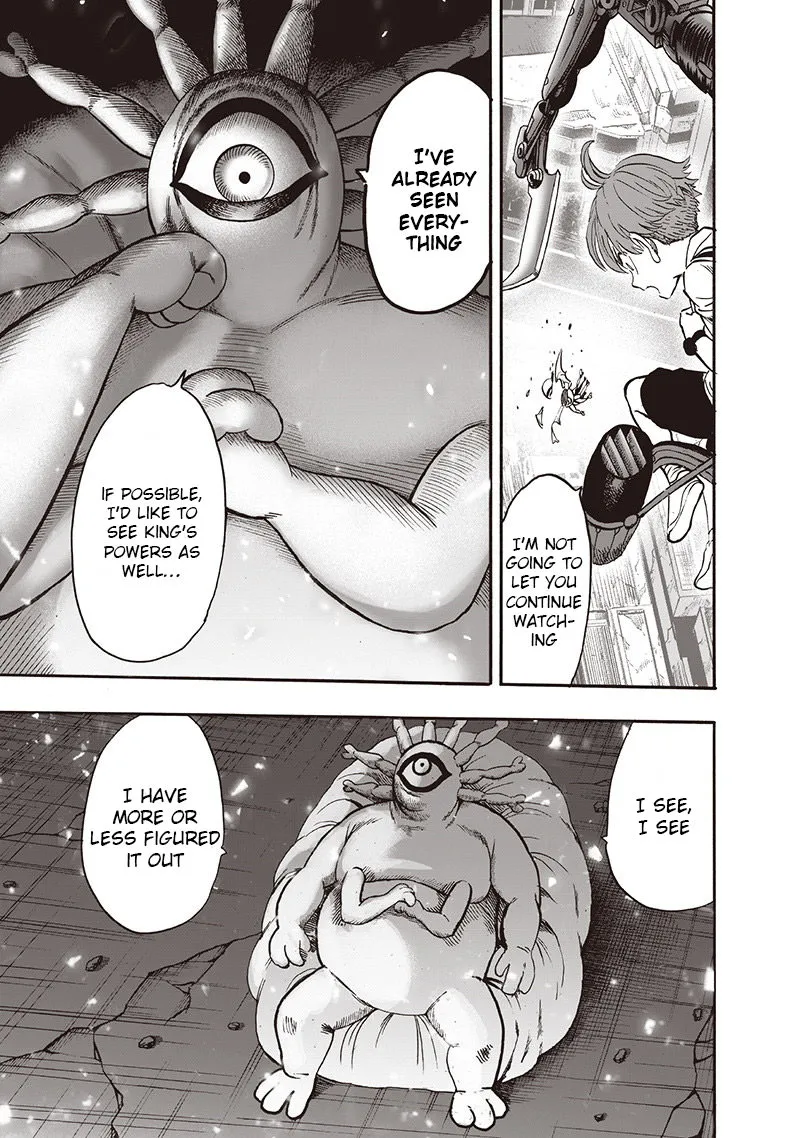 I'M NOT
GOING TO
LET YOU
CONTINUE
WATCH-
ING
I'VE
ALREADY
SEEN
EVERY-
THING
IF POSSIBLE,
I'D LIKE TO
SEE KING'S
POWERS AS
WELL...
I SEE,
I SEE
I HAVE
MORE OR
LESS FIGURED
IT OUT